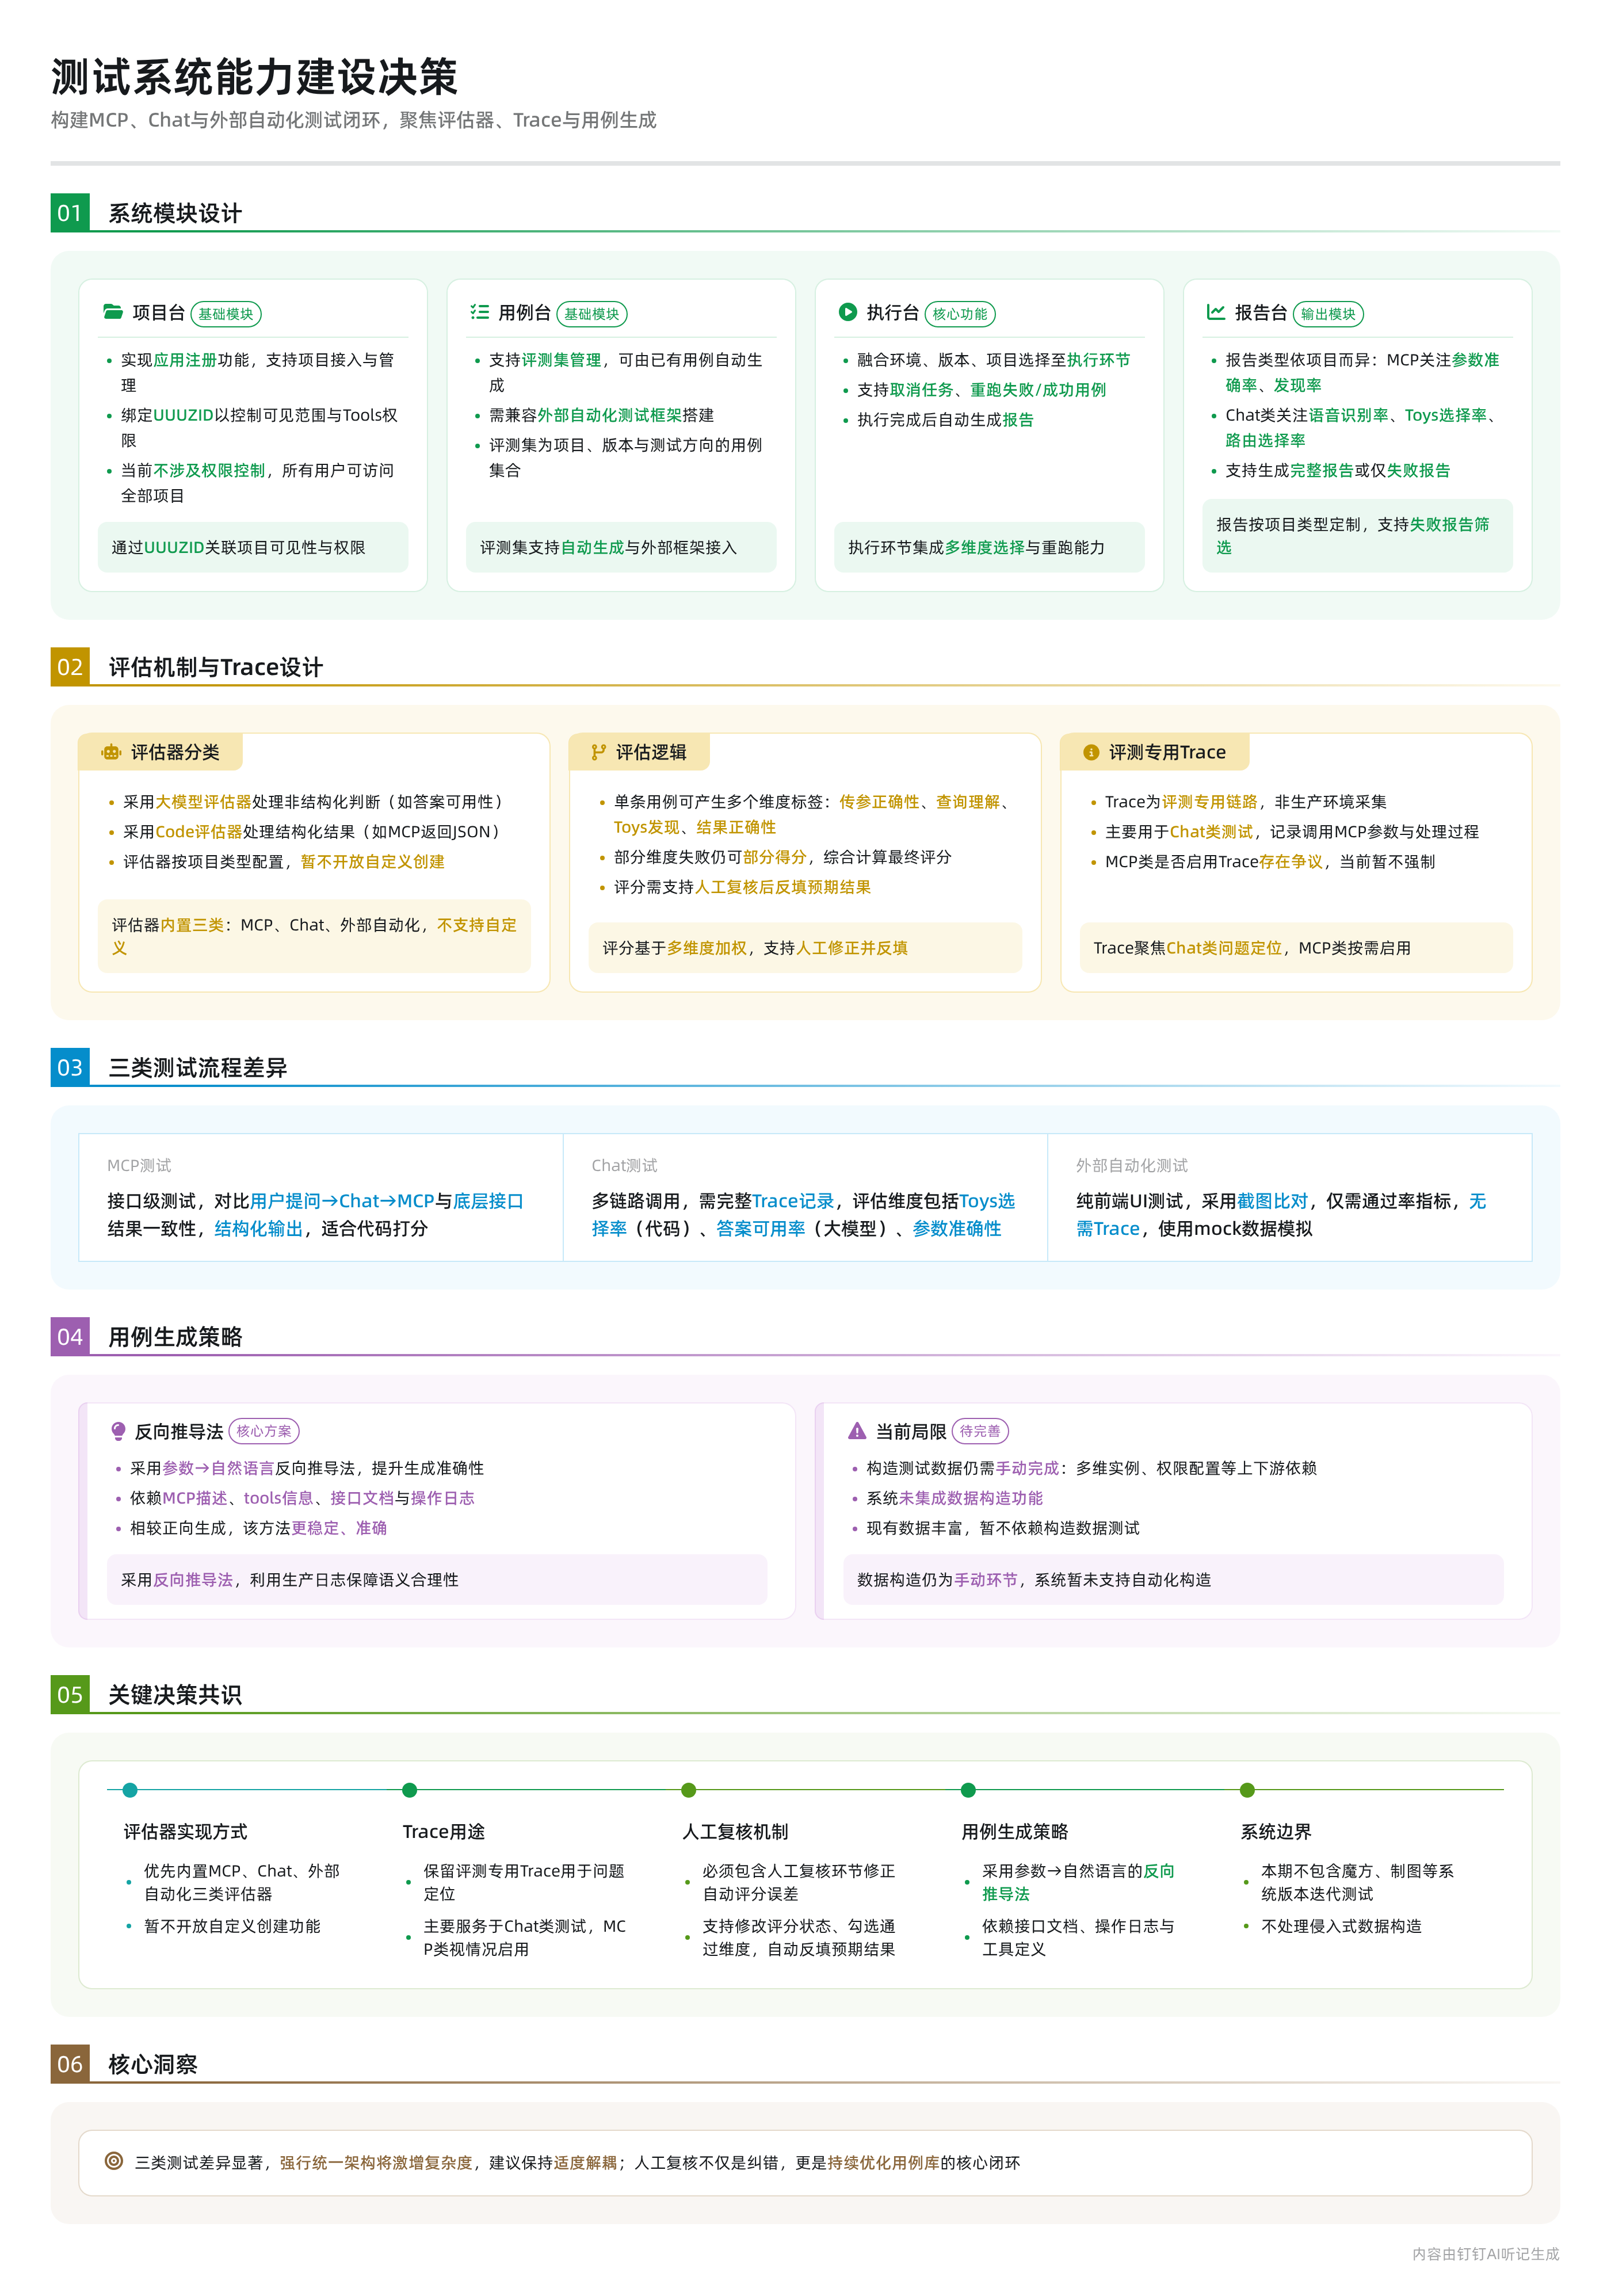 测试系统能力建设决策
构建MCP、Chat与外部自动化测试闭环，聚焦评估器、Trace与用例生成
01 系统模块设计
项目台 基础模块
实现应用注册功能，支持项目接入与管
理
绑定UUUZID以控制可见范围与Tools权
限
当前不涉及权限控制，所有用户可访问
全部项目
通过UUUZID关联项目可见性与权限
用例台 基础模块
支持评测集管理，可由已有用例自动生
成
需兼容外部自动化测试框架搭建
评测集为项目、版本与测试方向的用例
集合
评测集支持自动生成与外部框架接入
执行台 核心功能
融合环境、版本、项目选择至执行环节
支持取消任务、重跑失败/成功用例
执行完成后自动生成报告
执行环节集成多维度选择与重跑能力
报告台 输出模块
报告类型依项目而异：MCP关注参数准
确率、发现率
Chat类关注语音识别率、Toys选择率、
路由选择率
支持生成完整报告或仅失败报告
报告按项目类型定制，支持失败报告筛
选
02 评估机制与Trace设计
评估器分类
采用大模型评估器处理非结构化判断（如答案可用性）
采用Code评估器处理结构化结果（如MCP返回JSON）
评估器按项目类型配置，暂不开放自定义创建
评估器内置三类：MCP、Chat、外部自动化，不支持自定
义
评估逻辑
单条用例可产生多个维度标签：传参正确性、查询理解、
Toys发现、结果正确性
部分维度失败仍可部分得分，综合计算最终评分
评分需支持人工复核后反填预期结果
评分基于多维度加权，支持人工修正并反填
评测专用Trace
Trace为评测专用链路，非生产环境采集
主要用于Chat类测试，记录调用MCP参数与处理过程
MCP类是否启用Trace存在争议，当前暂不强制
Trace聚焦Chat类问题定位，MCP类按需启用
03 三类测试流程差异
MCP测试
接口级测试，对比用户提问→Chat→MCP与底层接口
结果一致性，结构化输出，适合代码打分
Chat测试
多链路调用，需完整Trace记录，评估维度包括Toys选
择率（代码）、答案可用率（大模型）、参数准确性
外部自动化测试
纯前端UI测试，采用截图比对，仅需通过率指标，无
需Trace，使用mock数据模拟
04 用例生成策略
反向推导法 核心方案
采用参数→自然语言反向推导法，提升生成准确性
依赖MCP描述、tools信息、接口文档与操作日志
相较正向生成，该方法更稳定、准确
采用反向推导法，利用生产日志保障语义合理性
当前局限 待完善
构造测试数据仍需手动完成：多维实例、权限配置等上下游依赖
系统未集成数据构造功能
现有数据丰富，暂不依赖构造数据测试
数据构造仍为手动环节，系统暂未支持自动化构造
05 关键决策共识
评估器实现方式
优先内置MCP、Chat、外部
自动化三类评估器
暂不开放自定义创建功能
Trace用途
保留评测专用Trace用于问题
定位
主要服务于Chat类测试，MC
P类视情况启用
人工复核机制
必须包含人工复核环节修正
自动评分误差
支持修改评分状态、勾选通
过维度，自动反填预期结果
用例生成策略
采用参数→自然语言的反向
推导法
依赖接口文档、操作日志与
工具定义
系统边界
本期不包含魔方、制图等系
统版本迭代测试
不处理侵入式数据构造
06 核心洞察
三类测试差异显著，强行统一架构将激增复杂度，建议保持适度解耦；人工复核不仅是纠错，更是持续优化用例库的核心闭环
内容由钉钉AI听记生成